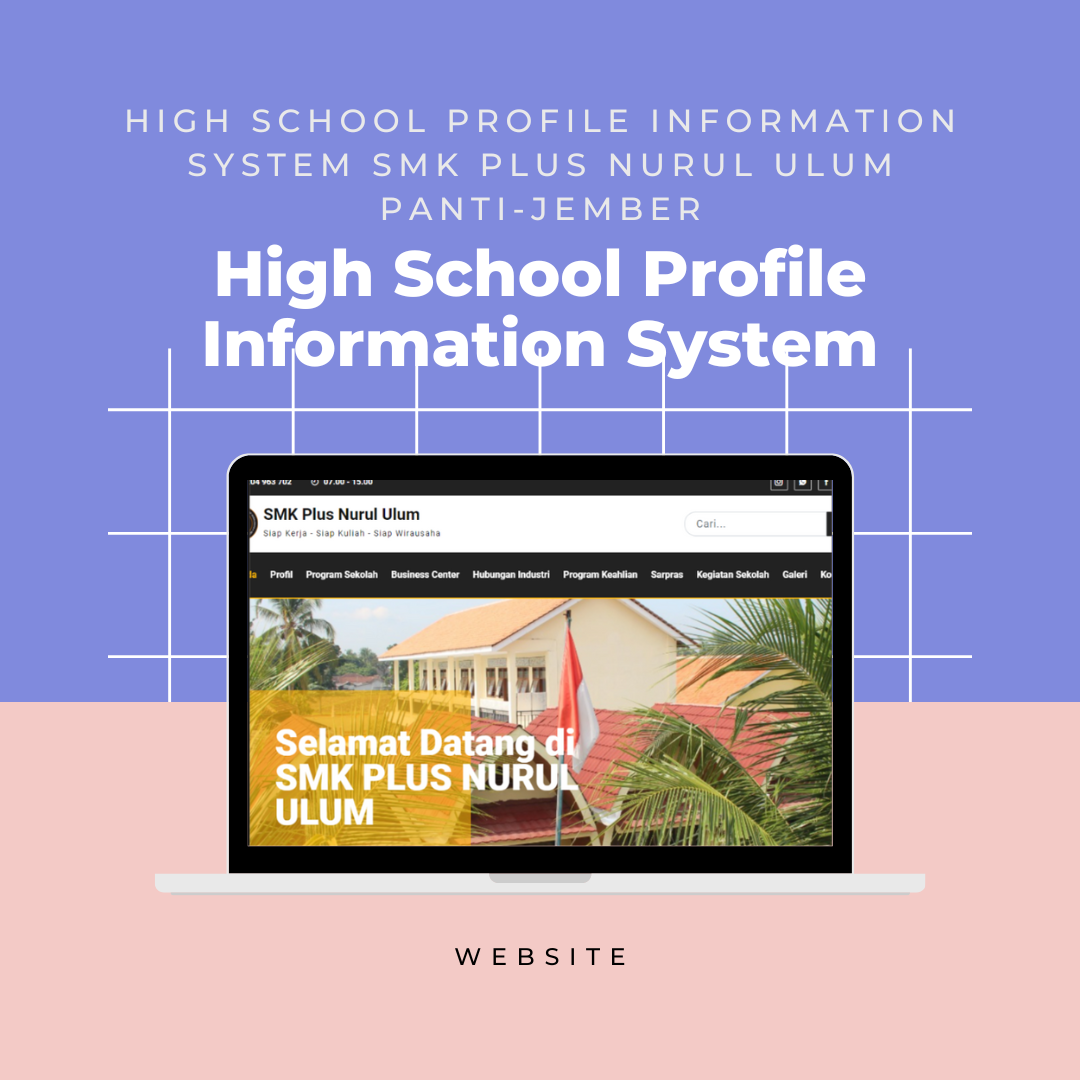 HIGH SCHOOL PROFILE INFORMATION
SYSTEM SMK PLUS NURUL ULUM
PANTI-JEMBER
High School Profile
Information System
07.00 - 15.00
SMK Plus Nurul Ulum
Siap Kerja - Siap Kuliah - Siap Wirausaha
Cari...
Profil Program Sekolah Business Center Hubungan Industri Program Keahlian Sarpras Kegiatan Sekolah Galeri
Selamat Datang di
SMK PLUS NURUL
ULUM
WEBSITE